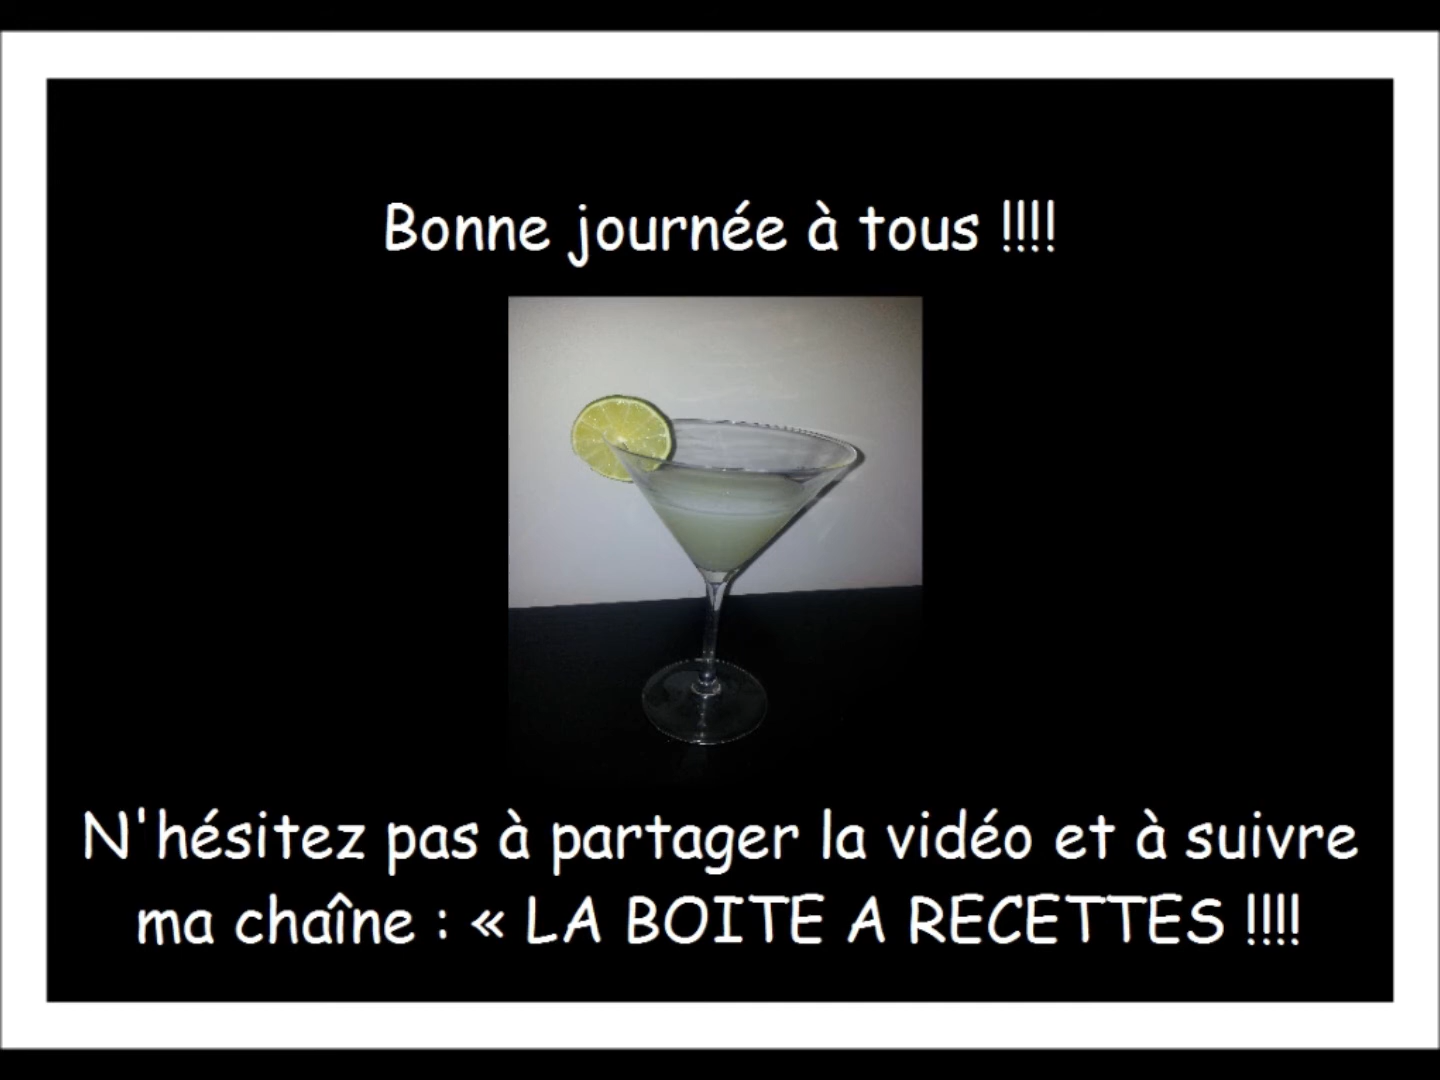 Bonne journée à tous !!!!
N'hésitez pas à partager la vidéo et à suivre
ma chaîne : « LA BOITE A RECETTES !!!!